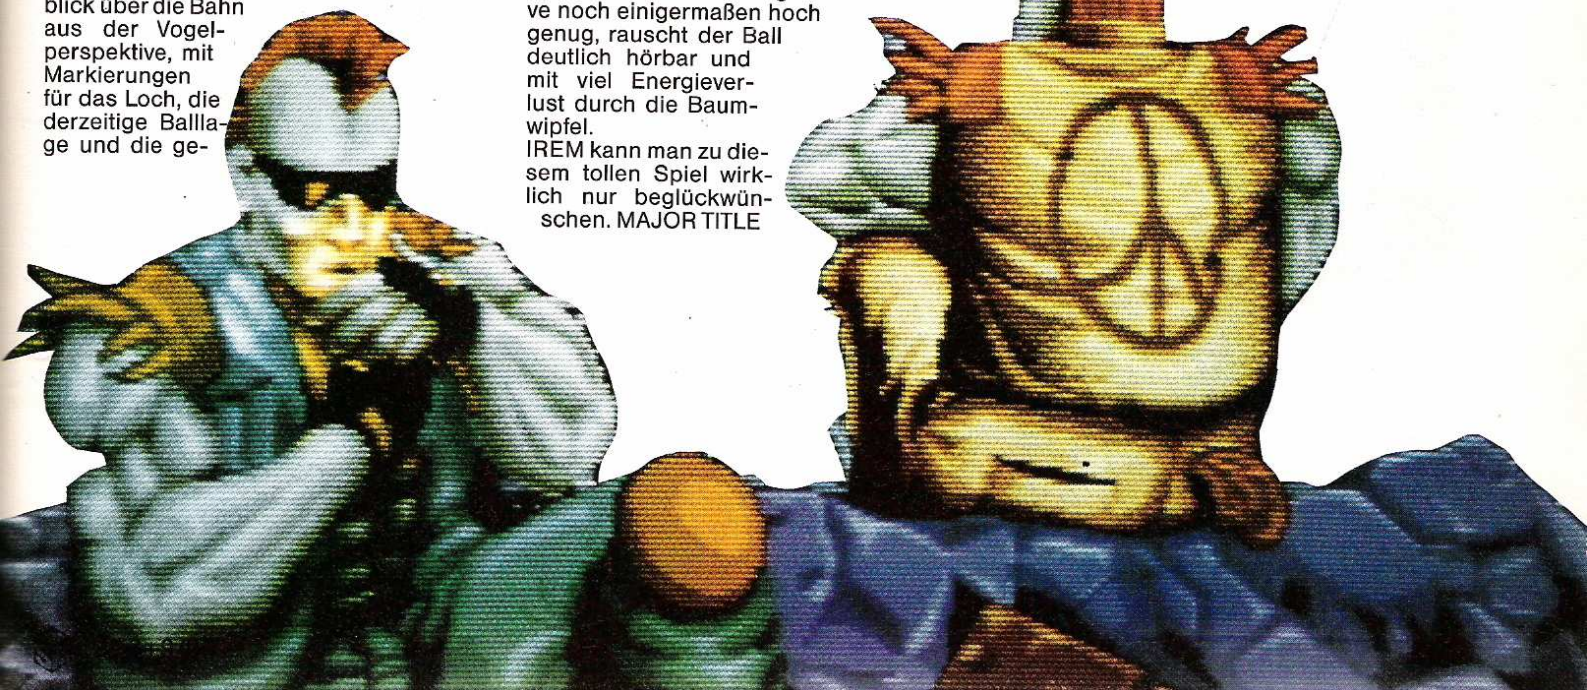 blick über die Bahn
aus der Vogel-
perspektive, mit
Markierungen
für das Loch, die
derzeitige Ballla-
ge und die ge-
ve noch einigermaßen hoch
genug, rauscht der Ball
deutlich hörbar und
mit viel Energiever-
lust durch die Baum-
wipfel.
IREM kann man zu die-
sem tollen Spiel wirk-
lich nur beglückwün-
schen. MAJOR TITLE